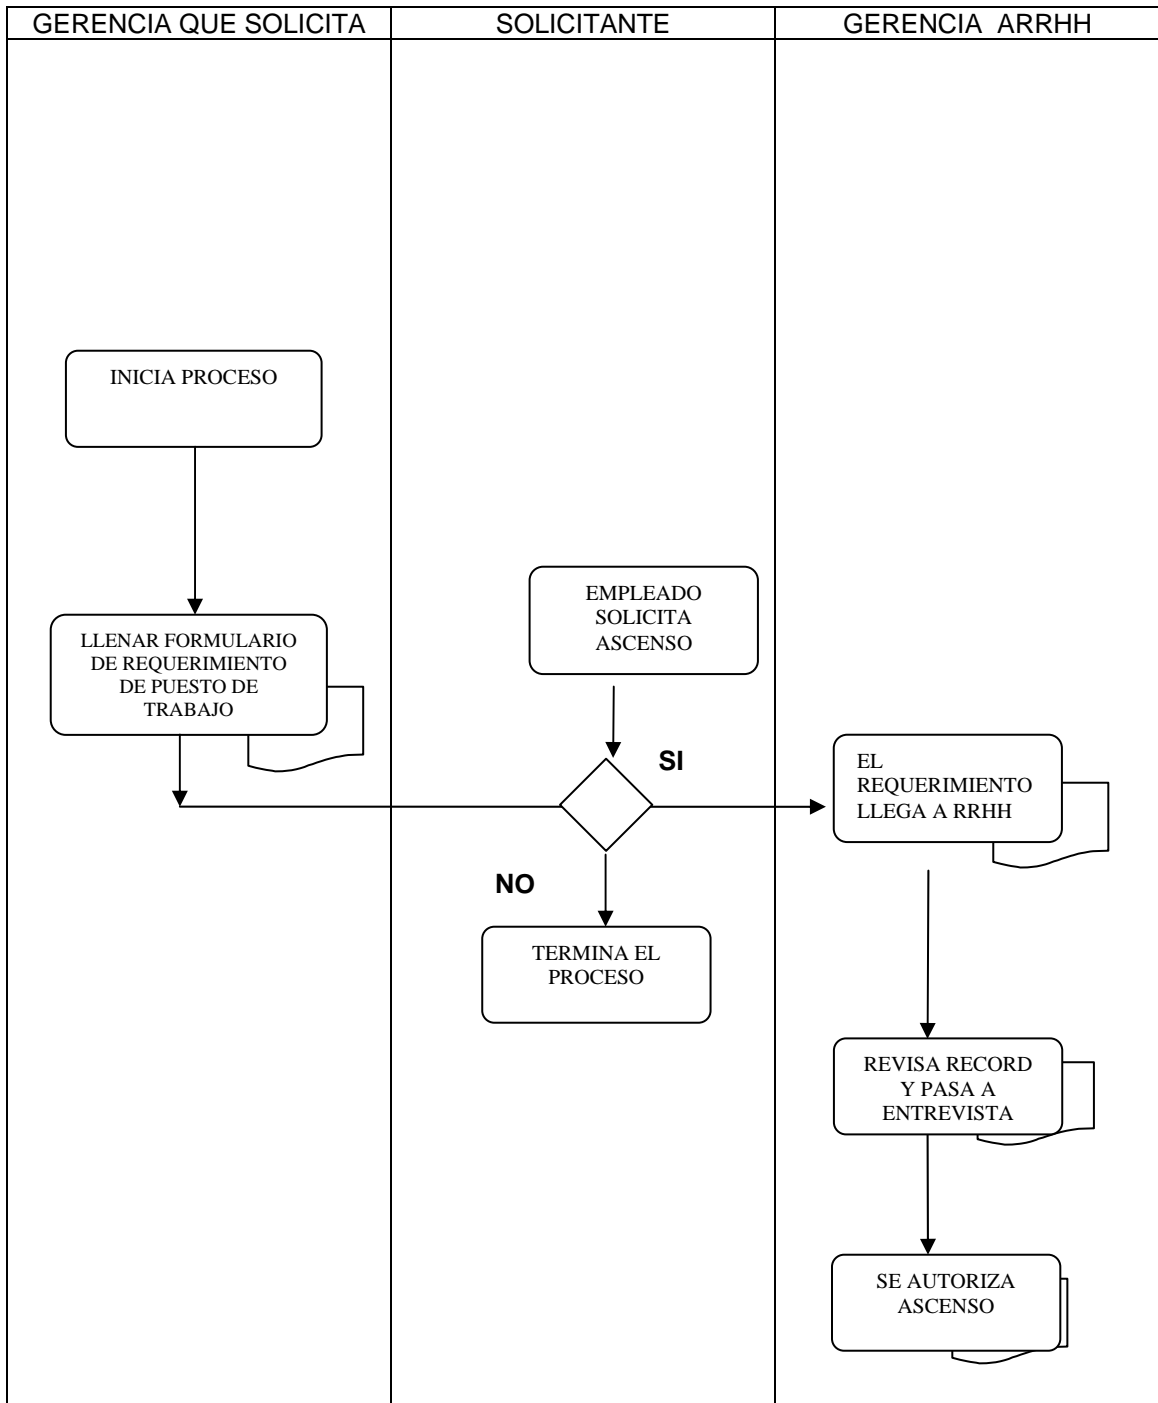 GERENCIA QUE SOLICITA
SOLICITANTE
GERENCIA ARRHH
INICIA PROCESO
LLENAR FORMULARIO
DE REQUERIMIENTO
DE PUESTO DE
TRABAJO
EMPLEADO
SOLICITA
ASCENSO
SI
NO
TERMINA EL
PROCESO
EL
REQUERIMIENTO
LLEGA A RRHH
REVISA RECORD
Y PASA A
ENTREVISTA
SE AUTORIZA
ASCENSO